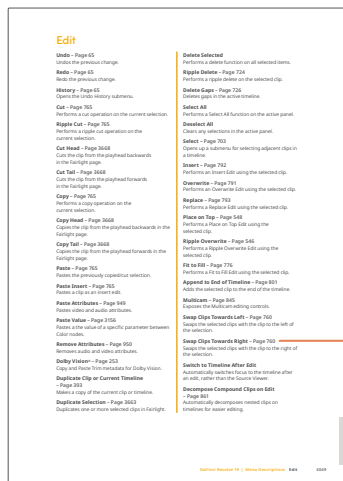 Edit
Undo – Page 65
Undoes the previous change.
Redo – Page 65
Redo the previous change.
History – Page 65
Opens the Undo History submenu.
Cut – Page 765
Performs a cut operation on the current selection.
Ripple Cut – Page 765
Performs a ripple cut operation on the
current selection.
Cut Head – Page 3668
Cuts the clip from the playhead backwards
in the Fairlight page.
Cut Tail – Page 3668
Cuts the clip from the playhead forwards
in the Fairlight page.
Copy – Page 765
Performs a copy operation on the
current selection.
Copy Head – Page 3668
Copies the clip from the playhead backwards in the
Fairlight page.
Copy Tail – Page 3668
Copies the clip from the playhead forwards in the
Fairlight page.
Paste – Page 765
Pastes the previously copied/cut selection.
Paste Insert – Page 765
Pastes a clip as an insert edit.
Paste Attributes – Page 949
Pastes video and audio attributes.
Paste Value – Page 3156
Pastes a the value of a specific parameter between
Color nodes.
Remove Attributes – Page 950
Removes audio and video attributes.
Dolby Vision® – Page 253
Copy and Paste Trim metadata for Dolby Vision.
Duplicate Clip or Current Timeline
– Page 393
Makes a copy of the current clip or timeline.
Duplicate Selection – Page 3663
Duplicates one or more selected clips in Fairlight.
Delete Selected
Performs a delete function on all selected items.
Ripple Delete – Page 724
Performs a ripple delete on the selected clip.
Delete Gaps – Page 726
Deletes gaps in the active timeline.
Select All
Performs a Select All function on the active panel.
Deselect All
Clears any selections in the active panel.
Select – Page 703
Opens up a submenu for selecting adjacent clips in
a timeline.
Insert – Page 792
Performs an Insert Edit using the selected clip.
Overwrite – Page 791
Performs an Overwrite Edit using the selected clip.
Replace – Page 793
Performs a Replace Edit using the selected clip.
Place on Top – Page 548
Performs a Place on Top Edit using the
selected clip.
Ripple Overwrite – Page 546
Performs a Ripple Overwrite Edit using the
selected clip.
Fit to Fill – Page 776
Performs a Fit to Fill Edit using the selected clip.
Append to End of Timeline – Page 801
Adds the selected clip to the end of the timeline.
Multicam – Page 845
Exposes the Multicam editing controls.
Swap Clips Towards Left – Page 760
Swaps the selected clips with the clip to the left of
the selection.
Swap Clips Towards Right – Page 760
Swaps the selected clips with the clip to the right of
the selection.
Switch to Timeline After Edit
Automatically switches focus to the timeline after
an edit, rather than the Source Viewer.
Decompose Compound Clips on Edit
– Page 861
Automatically decomposes nested clips on
timelines for easier editing.
DaVinci Resolve 19 | Menu Descriptions Edit